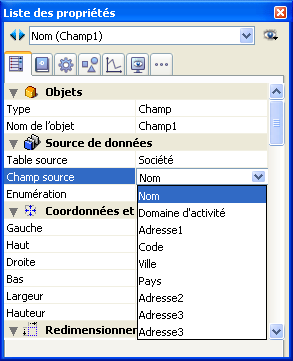 Liste des propriétés
Nom (Champ1)
Objets
Type Champ
Nom de l'objet Champ1
Source de données
Table source Société
Champ source Nom
Enumération Nom
Domaine d'activité
Coordonnées et
Gauche Adresse1
Haut Code
Droite Ville
Bas Pays
Largeur Adresse2
Hauteur Adresse3
Redimensionner Adresse3